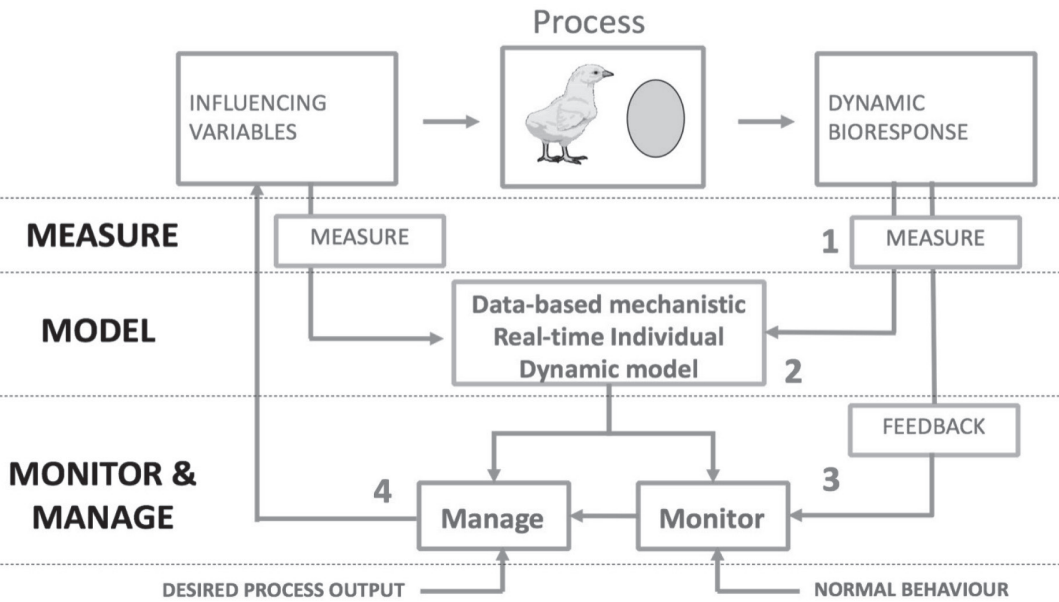 Process
INFLUENCING
VARIABLES
DYNAMIC
BIORESPONSE
MEASURE
MEASURE
1
MEASURE
MODEL
Data-based mechanistic
Real-time Individual
Dynamic model
2
FEEDBACK
MONITOR &
MANAGE
4
Manage
Monitor
3
DESIRED PROCESS OUTPUT
NORMAL BEHAVIOUR